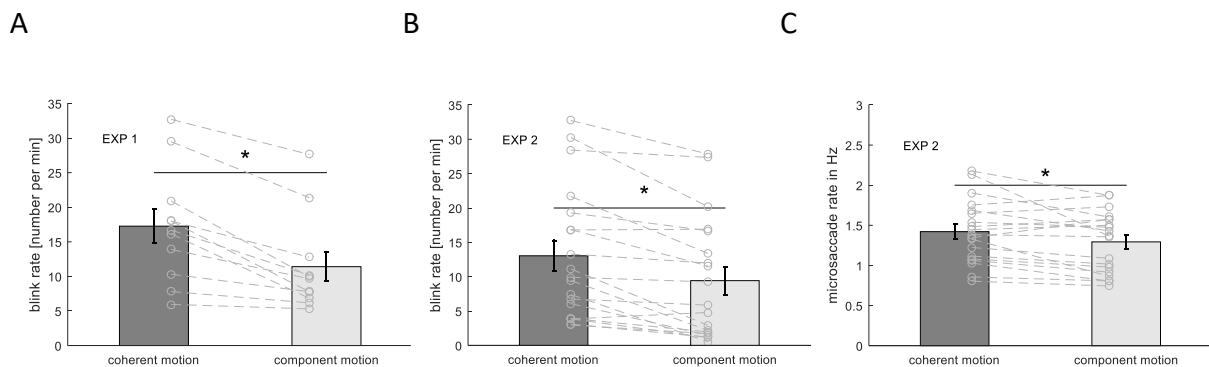 A
B
C
blink rate [number per min]
35
30
25
20
15
10
5
0
EXP 1
*
coherent motion
component motion
blink rate [number per min]
35
30
25
20
15
10
5
0
EXP 2
*
coherent motion
component motion
microsaccade rate in Hz
3
2.5
2
1.5
1
0.5
0
EXP 2
*
coherent motion
component motion